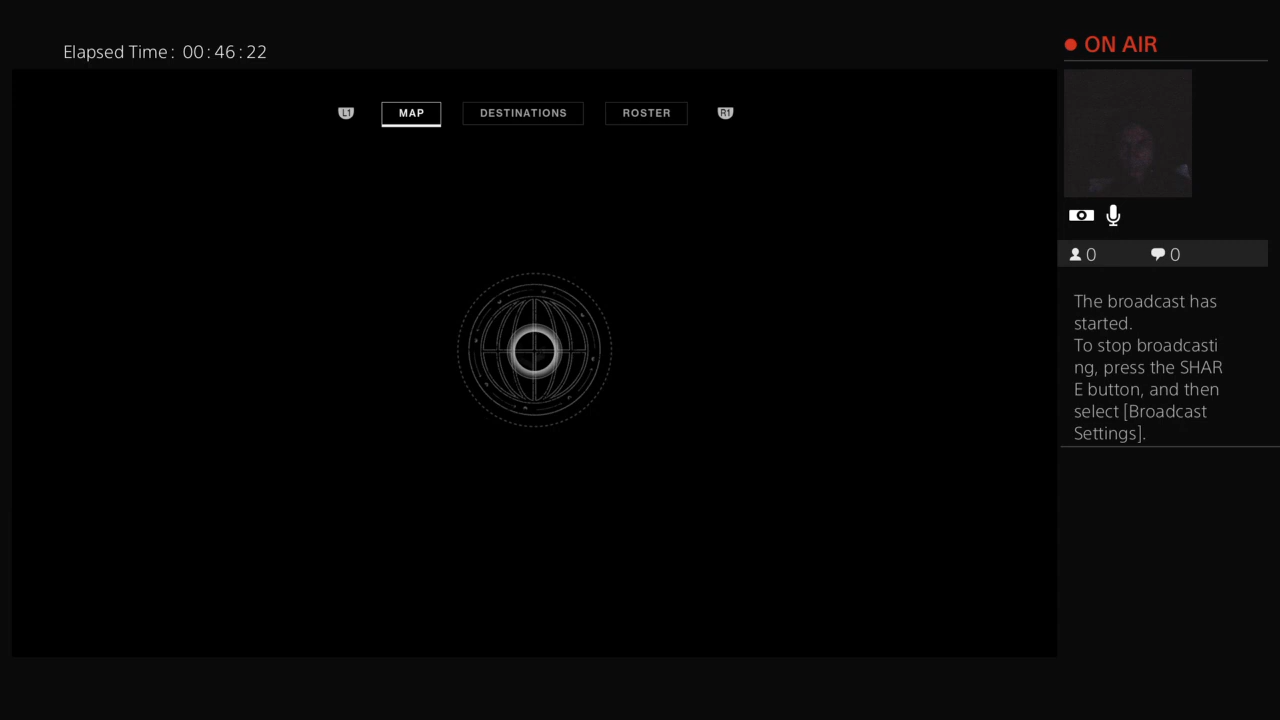 Elapsed Time: 00:46:22
ON AIR
L1 MAP DESTINATIONS ROSTER R1
0 0
The broadcast has
started.
To stop broadcasti
ng, press the SHAR
E button, and then
select [Broadcast
Settings].